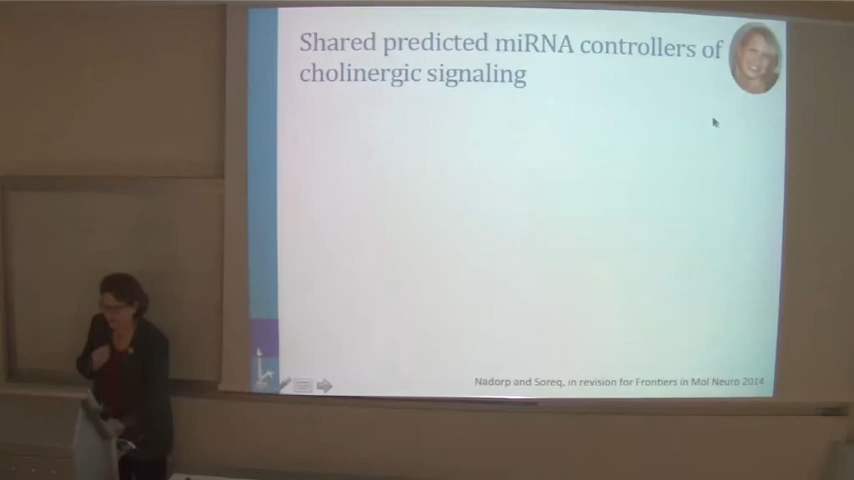 Shared predicted miRNA controllers of
cholinergic signaling
Nadorp and Soreq, in revision for Frontiers in Mol Neuro 2014